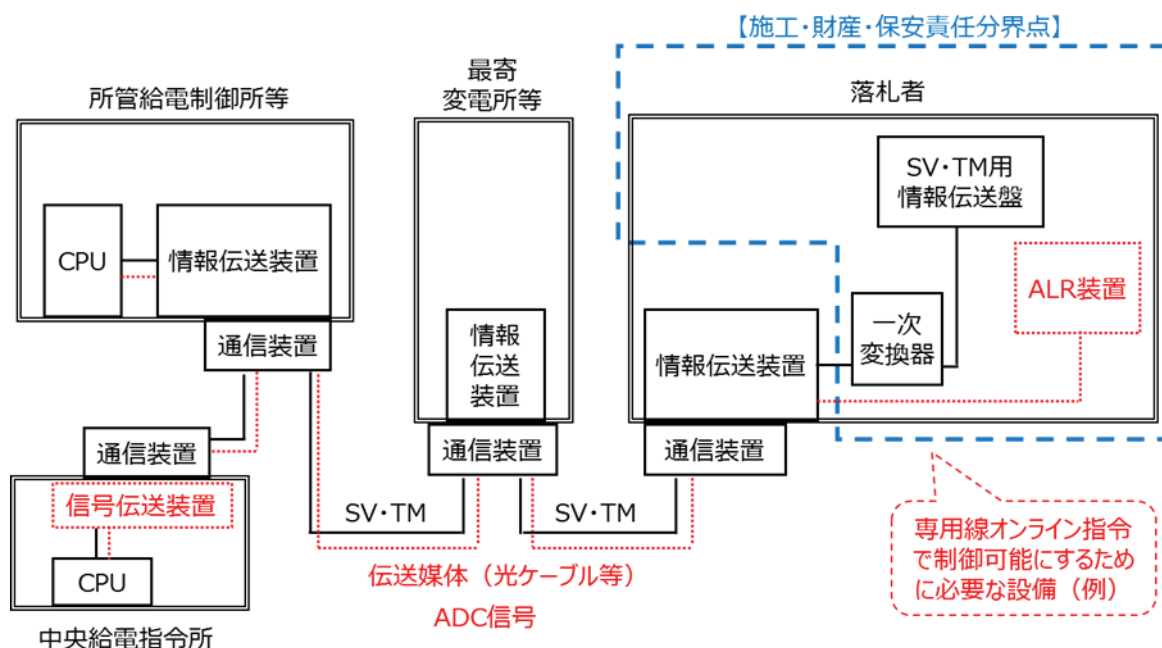 【施工・財産・保安責任分界点】
所管給電制御所等
最寄
変電所等
落札者
CPU
情報伝送装置
通信装置
情報
伝送
装置
通信装置
SV・TM用
情報伝送盤
ALR装置
一次
変換器
情報伝送装置
通信装置
通信装置
信号伝送装置
CPU
中央給電指令所
SV・TM
SV・TM
伝送媒体（光ケーブル等）
ADC信号
専用線オンライン指令
で制御可能にするため
に必要な設備（例）